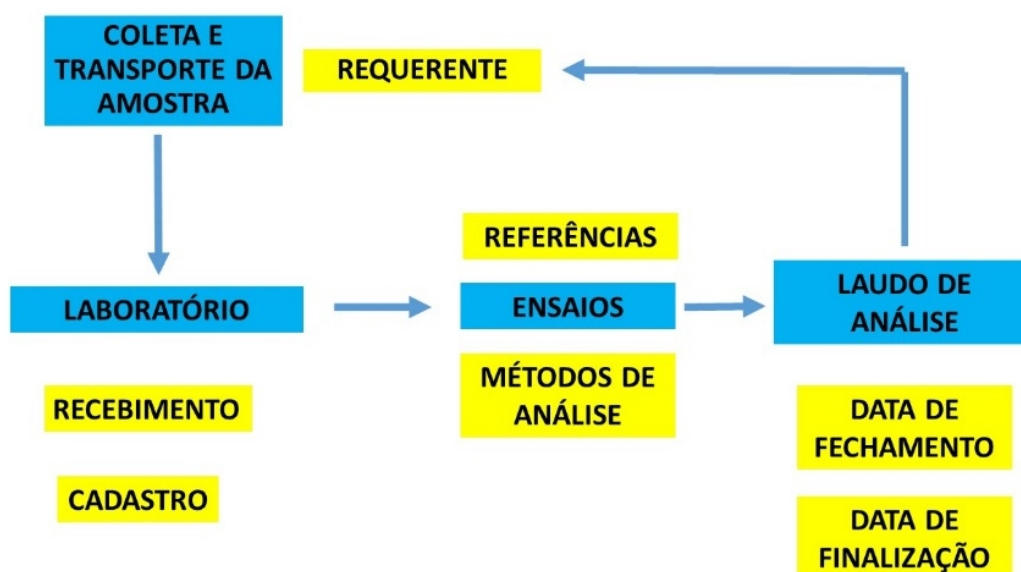 COLETA E
TRANSPORTE DA
AMOSTRA
REQUERENTE
REFERÊNCIAS
LABORATÓRIO
ENSAIOS
LAUDO DE
ANÁLISE
RECEBIMENTO
MÉTODOS DE
ANÁLISE
DATA DE
FECHAMENTO
CADASTRO
DATA DE
FINALIZAÇÃO